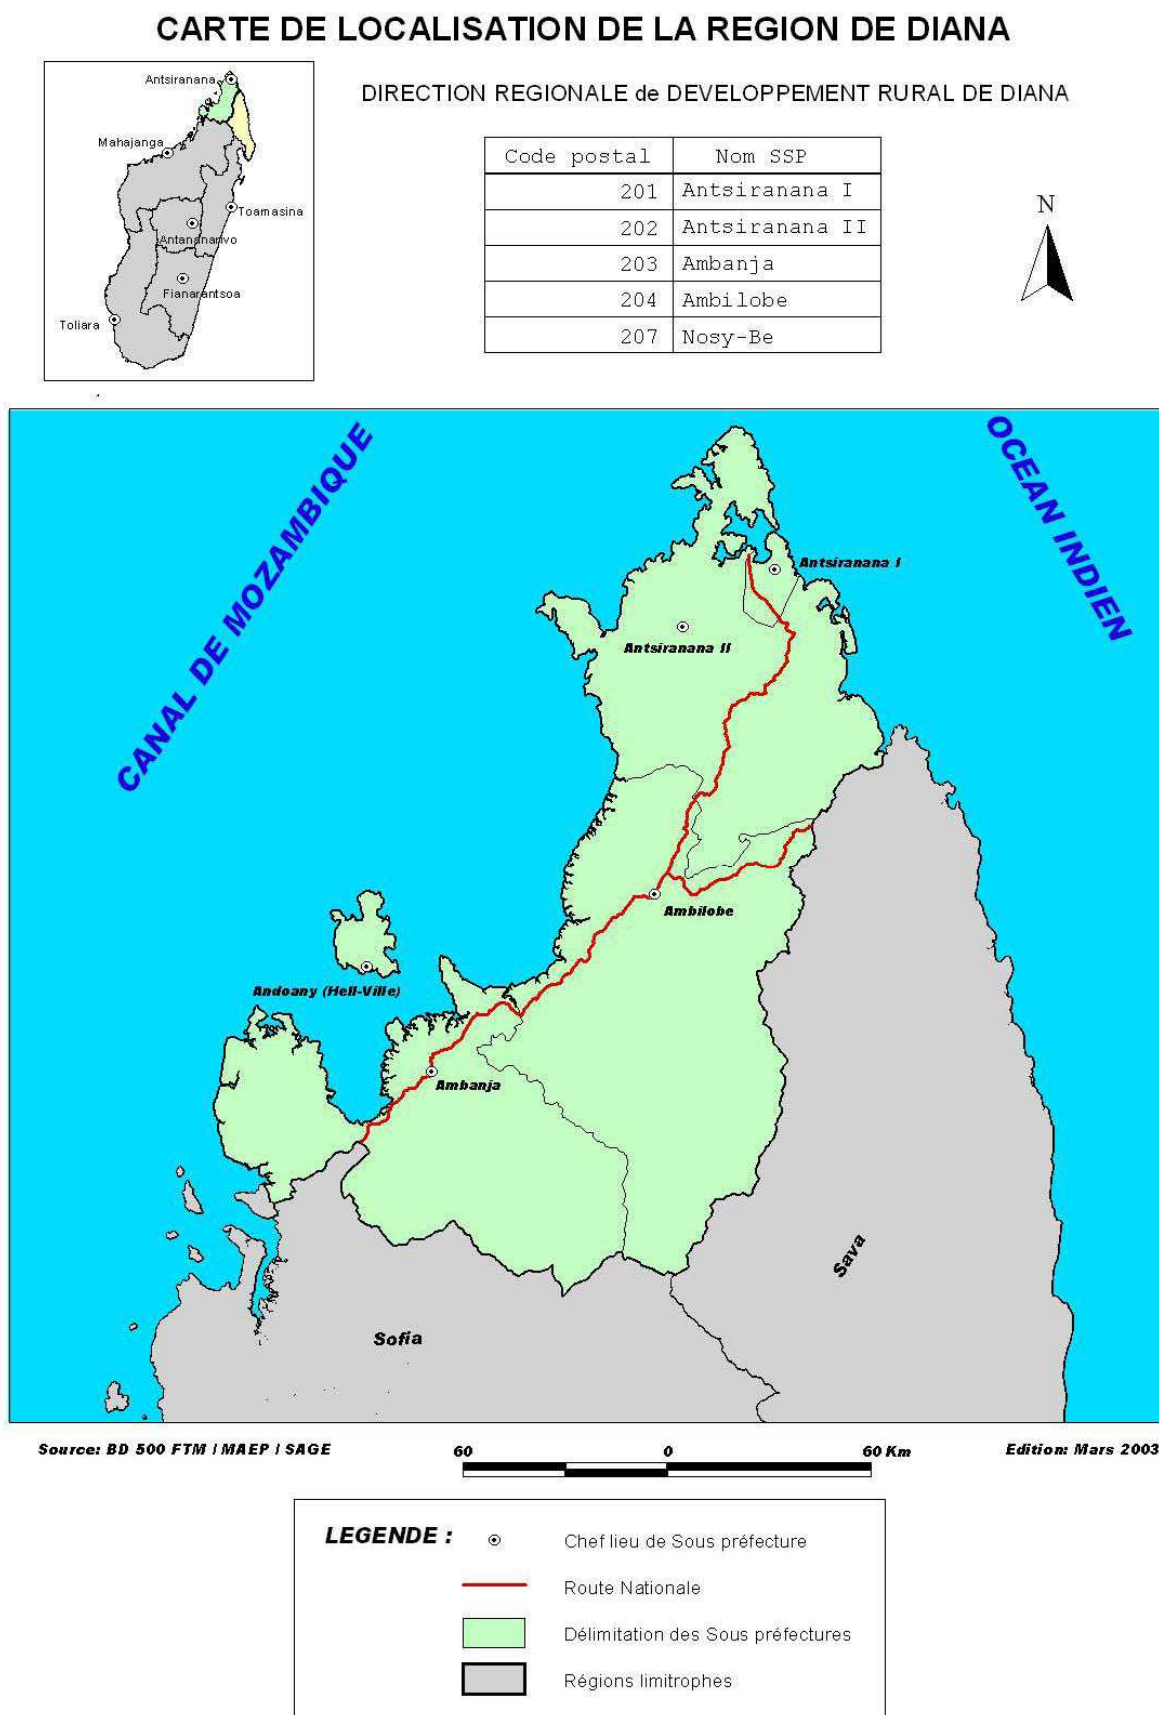 CARTE DE LOCALISATION DE LA REGION DE DIANA
Antsiranana
Mahajanga
Toamasina
Antananarivo
Fianarantsoa
Toliara
DIRECTION REGIONALE de DEVELOPPEMENT RURAL DE DIANA
Code postal Nom SSP
201 Antsiranana I
202 Antsiranana II
203 Ambanja
204 Ambilobe
207 Nosy-Be
N
CANAL DE MOZAMBIQUE
OCEAN INDIEN
Antsiranana I
Antsiranana II
Ambilobe
Andoany (Hell-Ville)
Ambanja
Sava
Sofia
Source: BD 500 FTM / MAEP / SAGE
60 0 60 Km
Edition: Mars 2003
LEGENDE :
Chef lieu de Sous préfecture
Route Nationale
Délimitation des Sous préfectures
Régions limitrophes